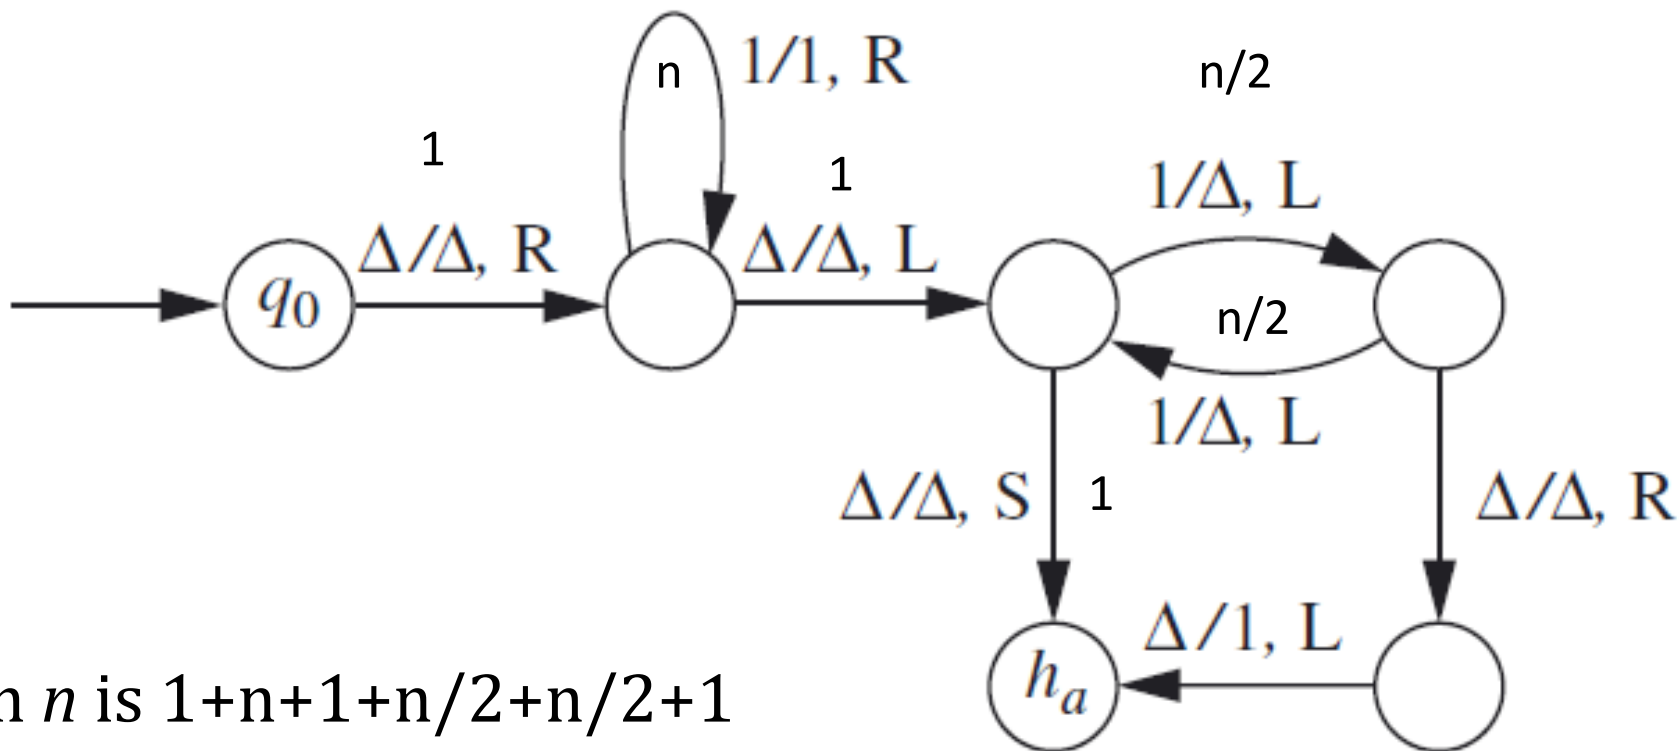 n
1/1, R
n/2
1
1
1/Δ, L
Δ/Δ, R
Δ/Δ, L
q0
n/2
1/Δ, L
Δ/Δ, S
1
Δ/Δ, R
Δ/1, L
ha
n is 1+n+1+n/2+n/2+1